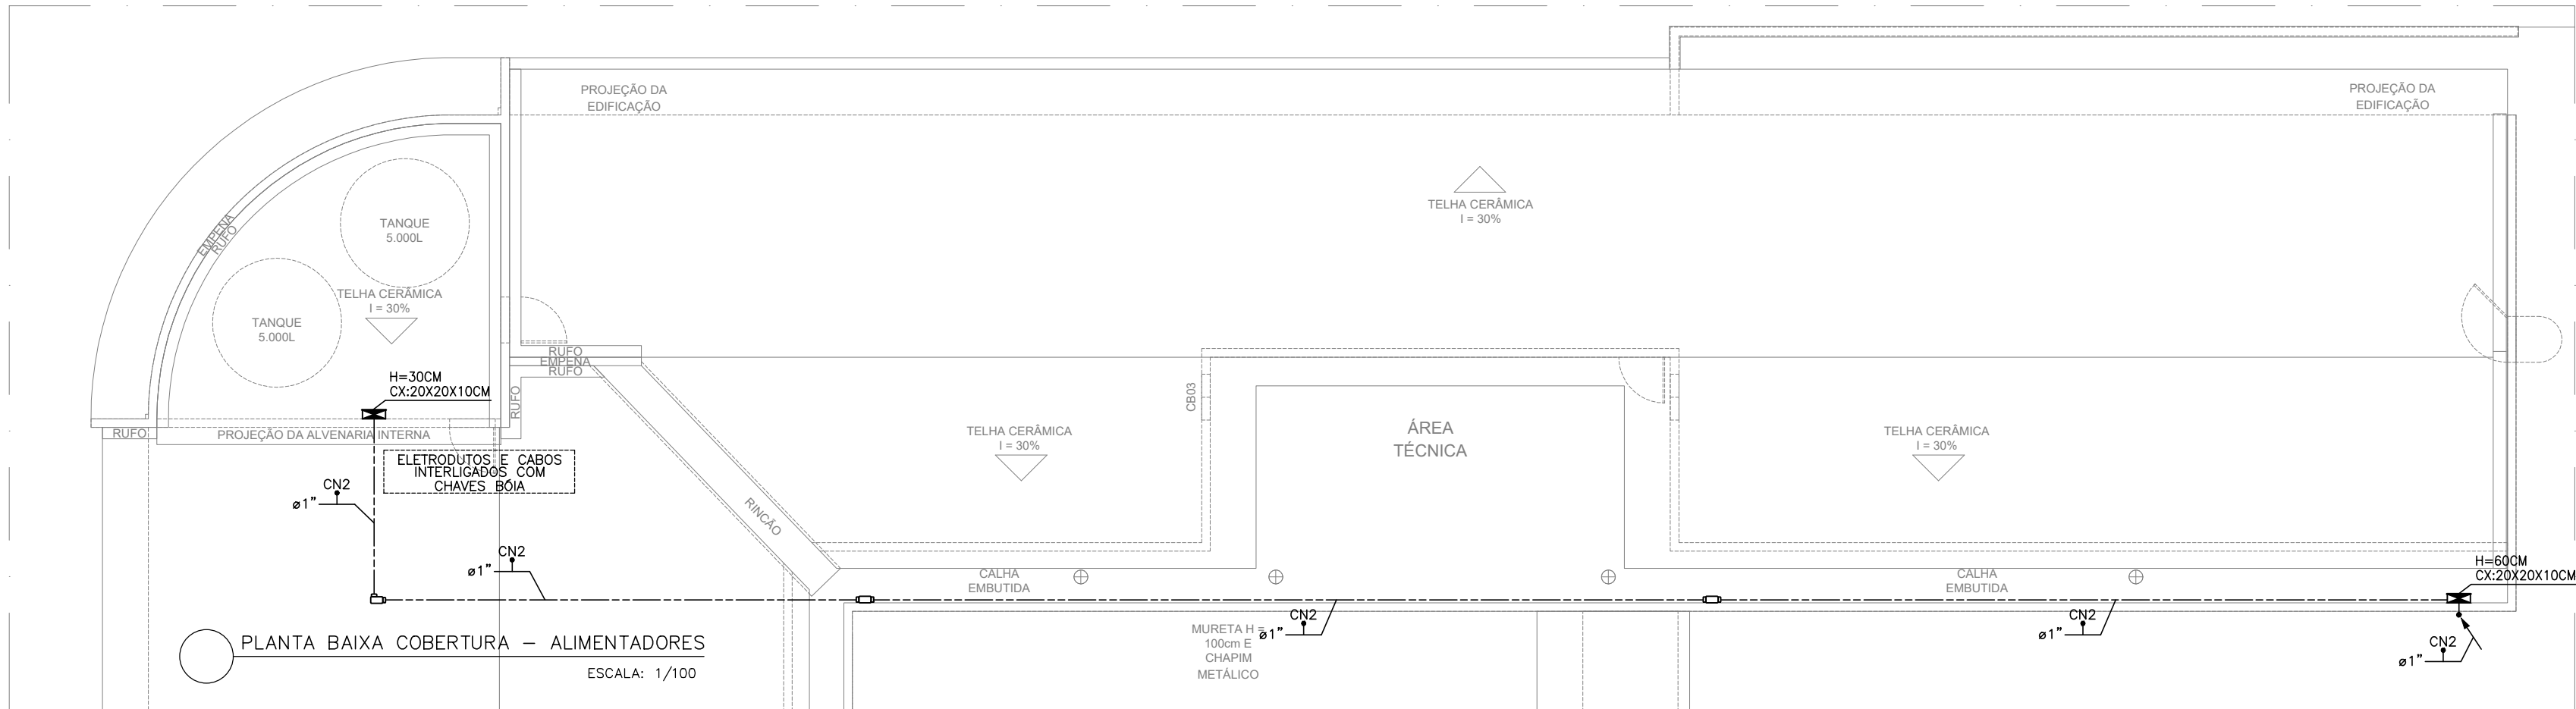 PROJEÇÃO DA
EDIFICAÇÃO
PROJEÇÃO DA
EDIFICAÇÃO
TELHA CERÂMICA
I = 30%
EMPENA
RUFO
TANQUE
5.000L
TELHA CERÂMICA
I = 30%
TANQUE
5.000L
RUFO
EMPENA
RUFO
RUFO
H=30CM
CX:20X20X10CM
RUFO
PROJEÇÃO DA ALVENARIA INTERNA
ELETRODUTOS E CABOS
INTERLIGADOS COM
CHAVES BÓIA
CN2
ø1"
CN2
ø1"
RINCÃO
TELHA CERÂMICA
I = 30%
CB03
ÁREA
TÉCNICA
TELHA CERÂMICA
I = 30%
CALHA
EMBUTIDA
CALHA
EMBUTIDA
H=60CM
CX:20X20X10CM
CN2
ø1"
CN2
ø1"
CN2
ø1"
MURETA H =
100cm E
CHAPIM
METÁLICO
PLANTA BAIXA COBERTURA – ALIMENTADORES
ESCALA: 1/100